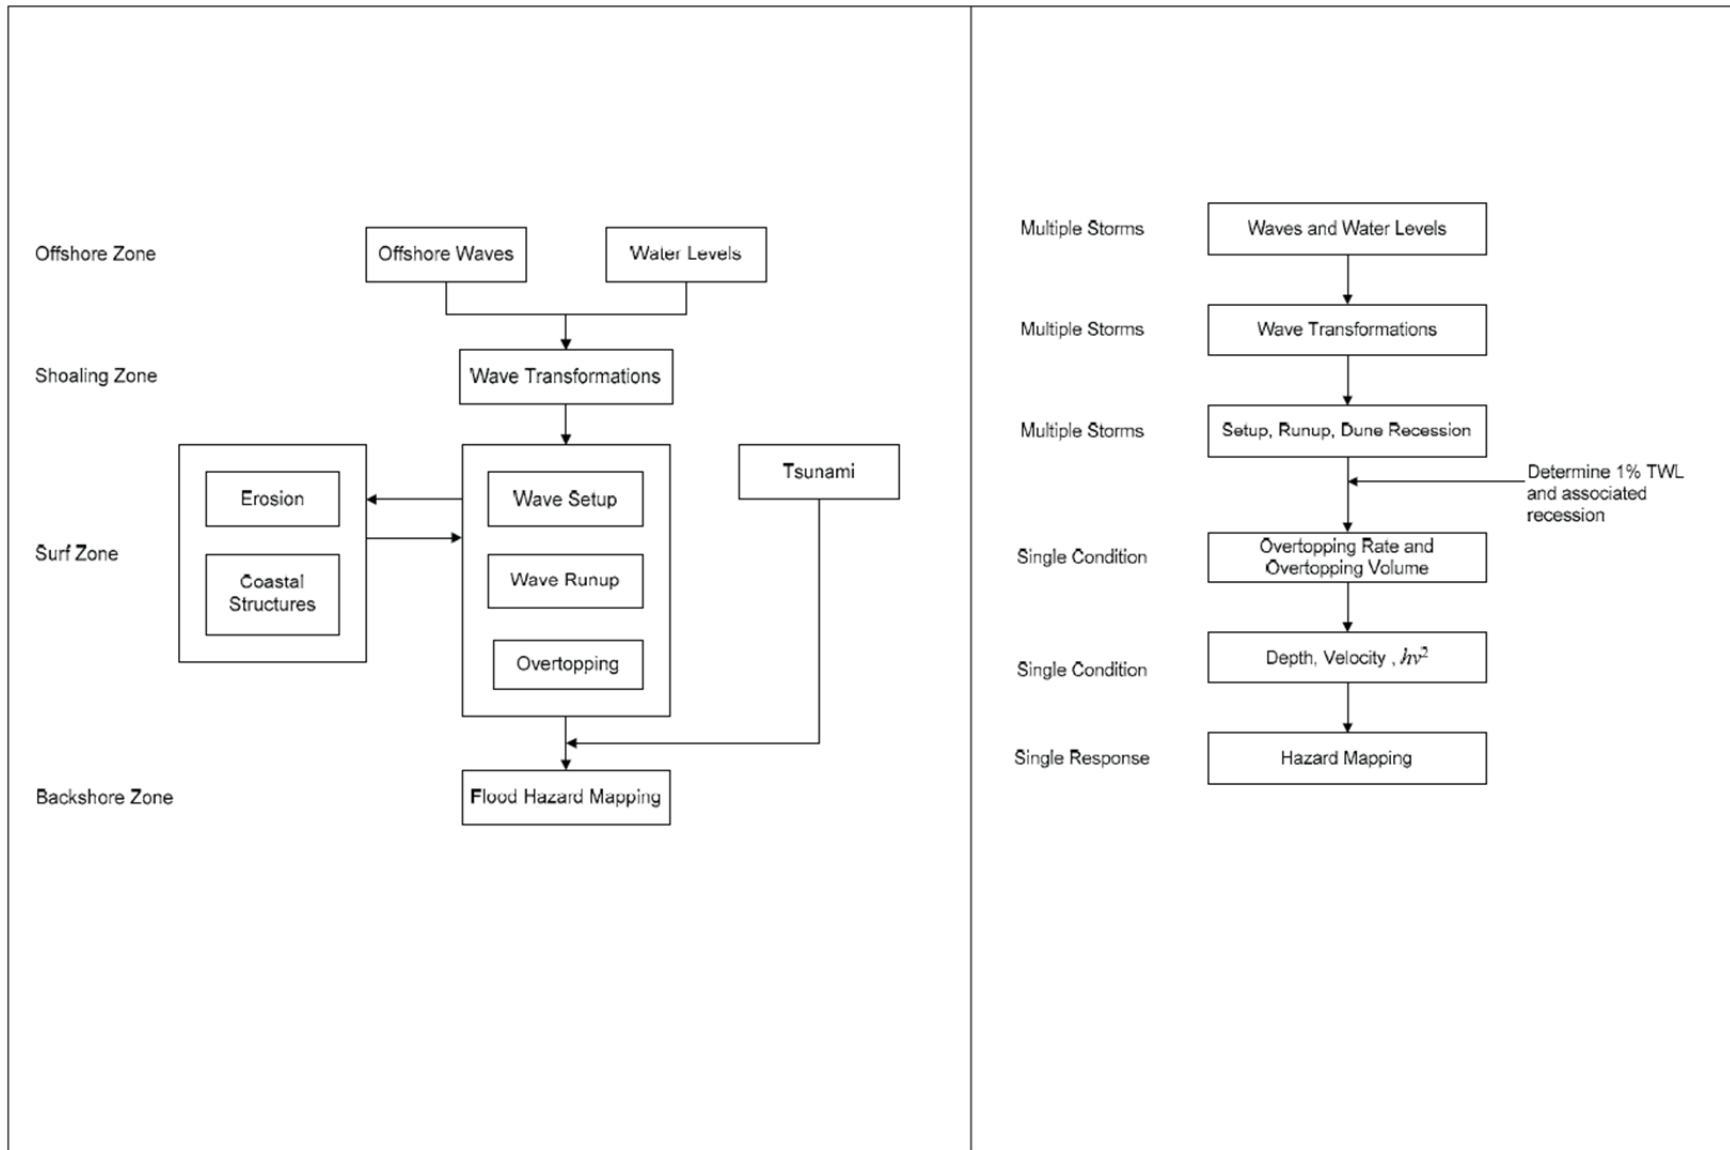 Offshore Zone
Offshore Waves
Water Levels
Shoaling Zone
Wave Transformations
Surf Zone
Erosion
Coastal
Structures
Wave Setup
Wave Runup
Overtopping
Tsunami
Backshore Zone
Flood Hazard Mapping
Multiple Storms
Waves and Water Levels
Multiple Storms
Wave Transformations
Multiple Storms
Setup, Runup, Dune Recession
Determine 1% TWL
and associated
recession
Single Condition
Overtopping Rate and
Overtopping Volume
Single Condition
Depth, Velocity , hv²
Single Response
Hazard Mapping